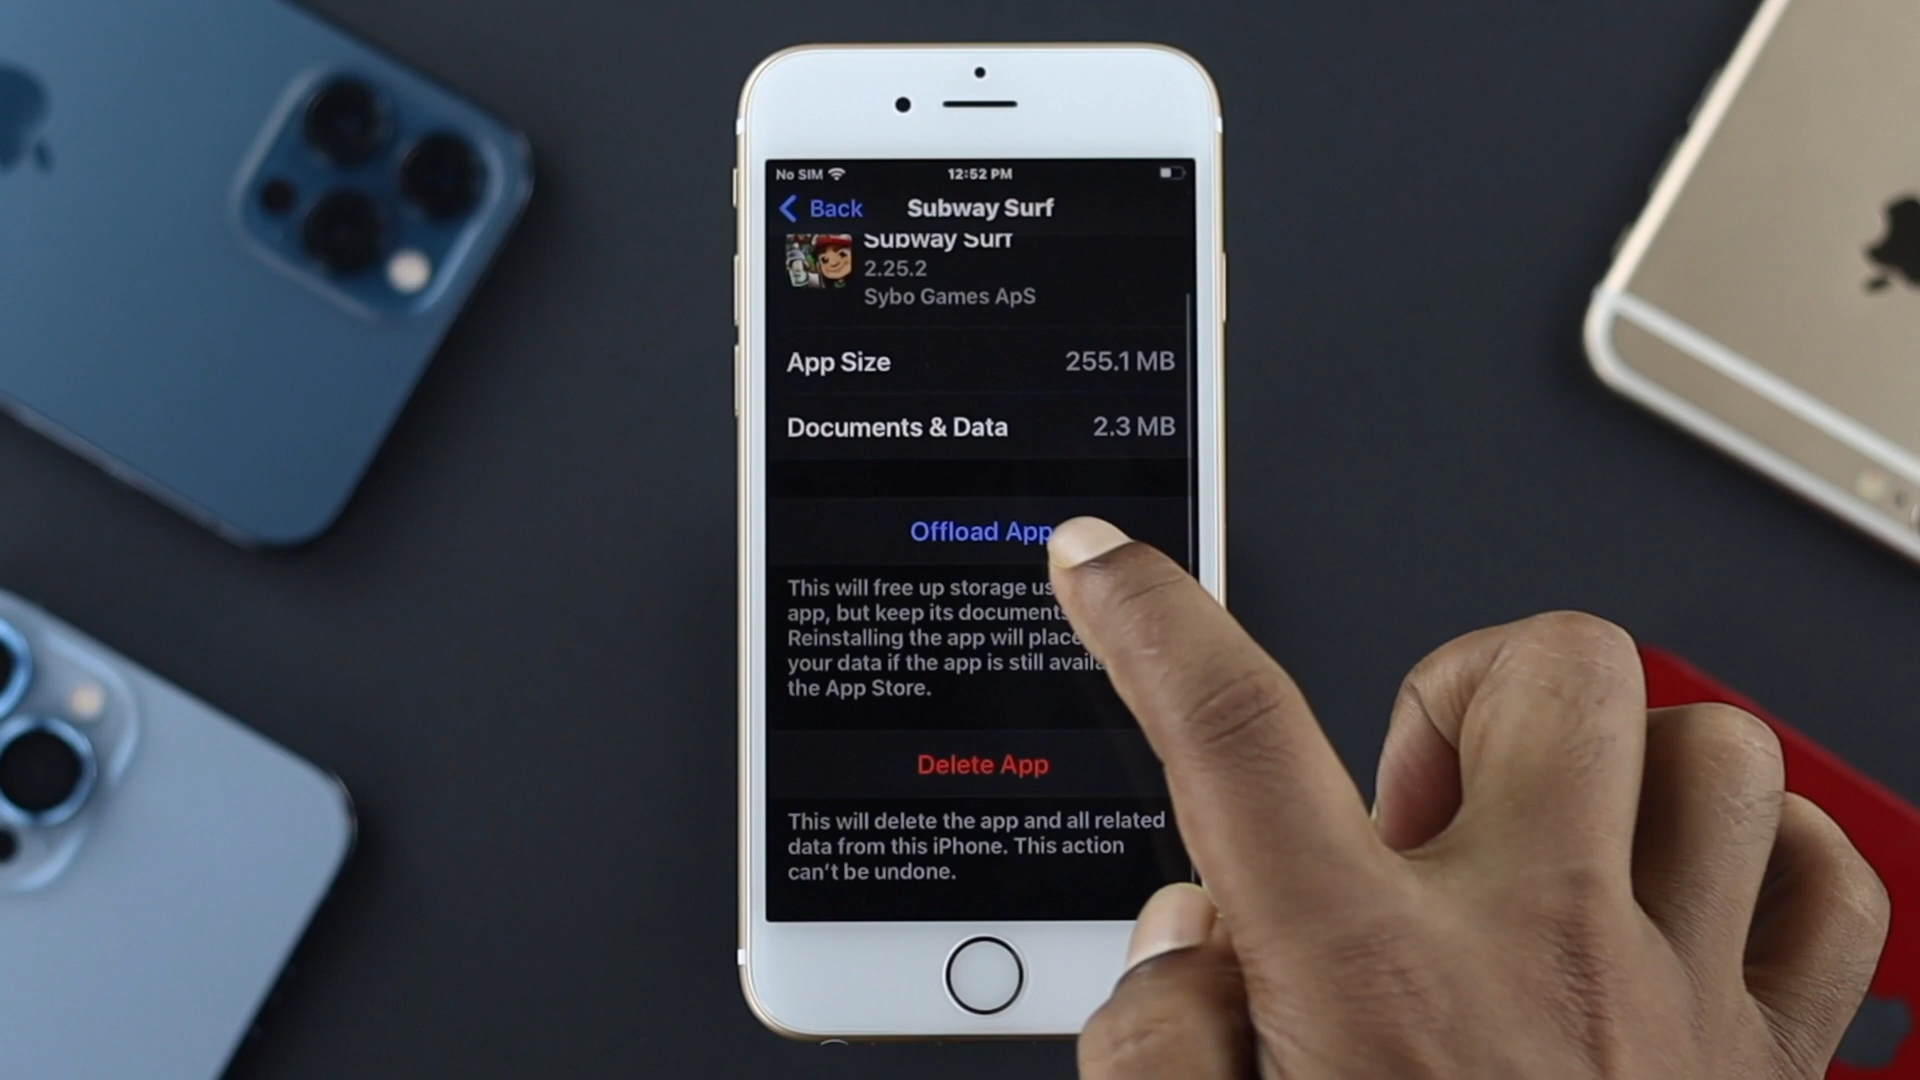 No SIM 12:52 PM
Back Subway Surf
Subway Surf
2.25.2
Sybo Games ApS
App Size 255.1 MB
Documents & Data 2.3 MB
Offload App
This will free up storage
app, but keep its documents
Reinstalling the app will place
your data if the app is still
the App Store.
Delete App
This will delete the app and all related
data from this iPhone. This action
can't be undone.